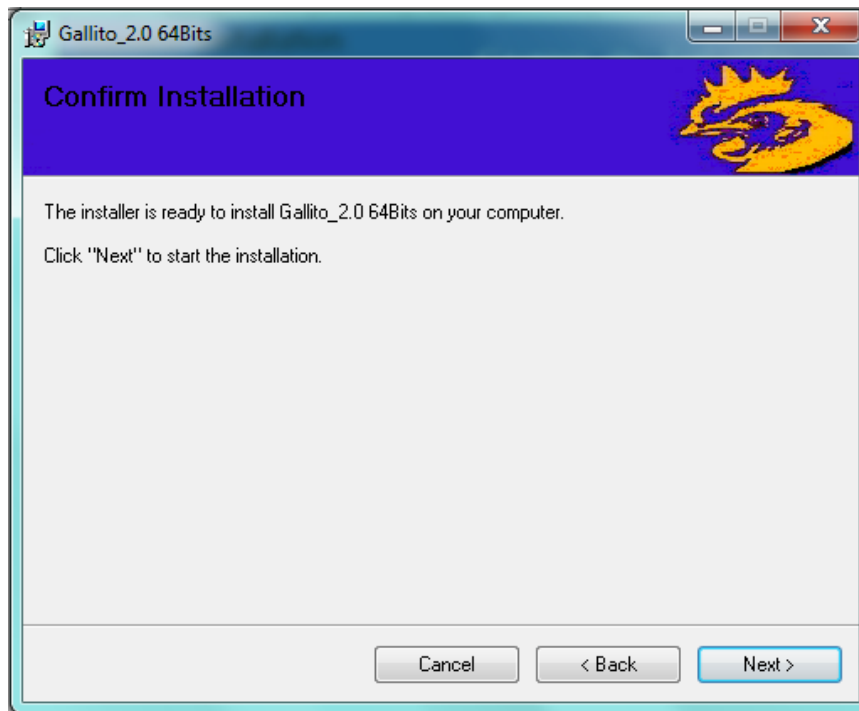 Gallito_2.0 64Bits
Confirm Installation
The installer is ready to install Gallito_2.0 64Bits on your computer.
Click "Next" to start the installation.
Cancel
< Back
Next >